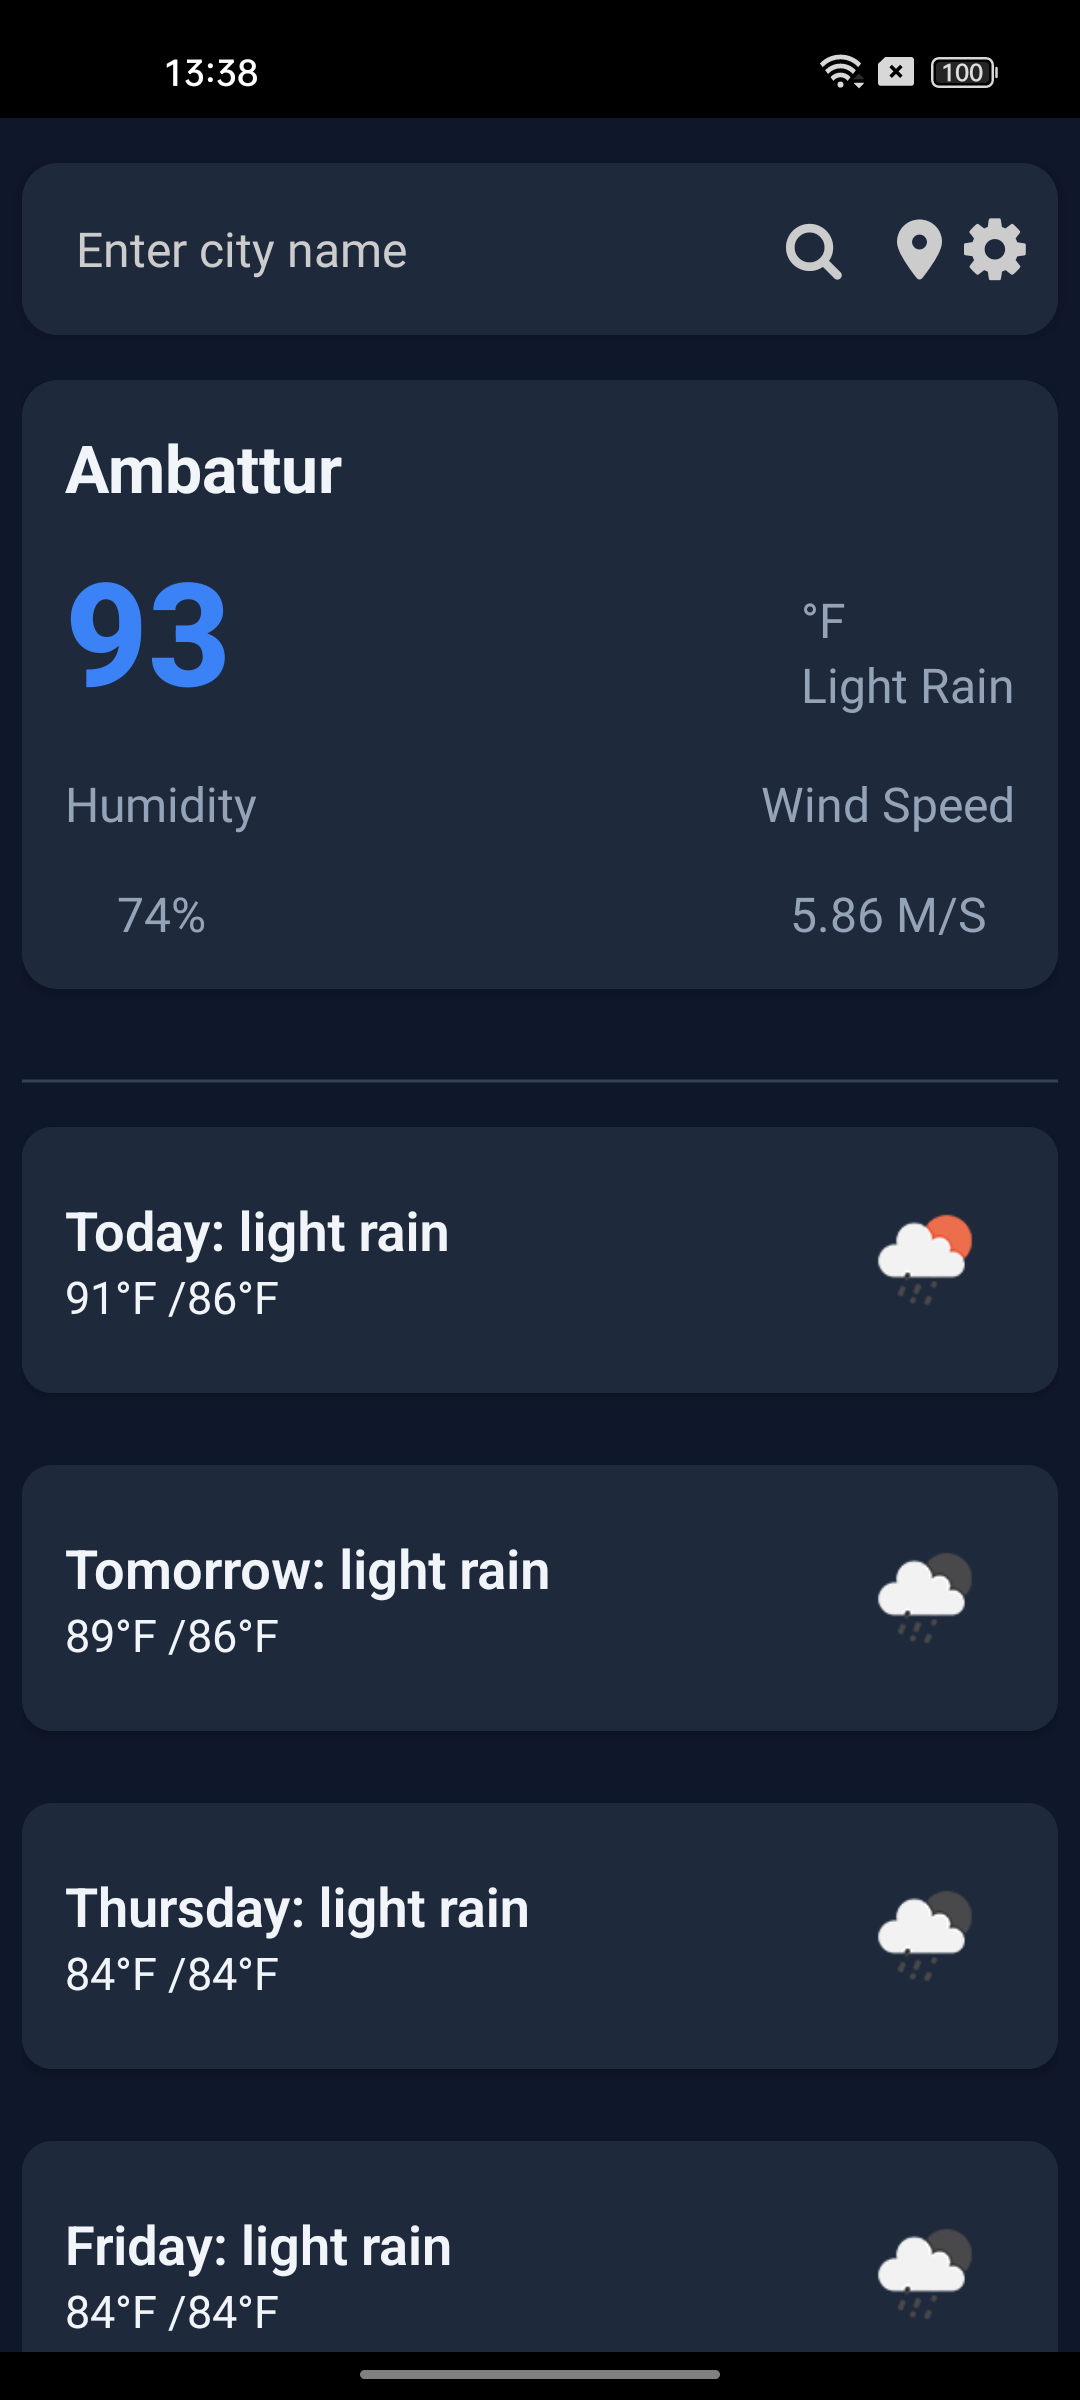 13:38
100
Enter city name
Ambattur
93
°F
Light Rain
Humidity
Wind Speed
74%
5.86 M/S
Today: light rain
91°F /86°F
Tomorrow: light rain
89°F /86°F
Thursday: light rain
84°F /84°F
Friday: light rain
84°F /84°F